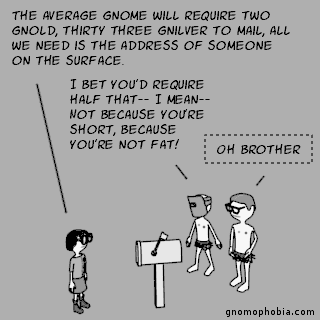 THE AVERAGE GNOME WILL REQUIRE TWO
GNOLD, THIRTY THREE GNILVER TO MAIL, ALL
WE NEED IS THE ADDRESS OF SOMEONE
ON THE SURFACE.
I BET YOU'D REQUIRE
HALF THAT-- I MEAN--
NOT BECAUSE YOU'RE
SHORT, BECAUSE
YOU'RE NOT FAT!
OH BROTHER
gnomophobia.com